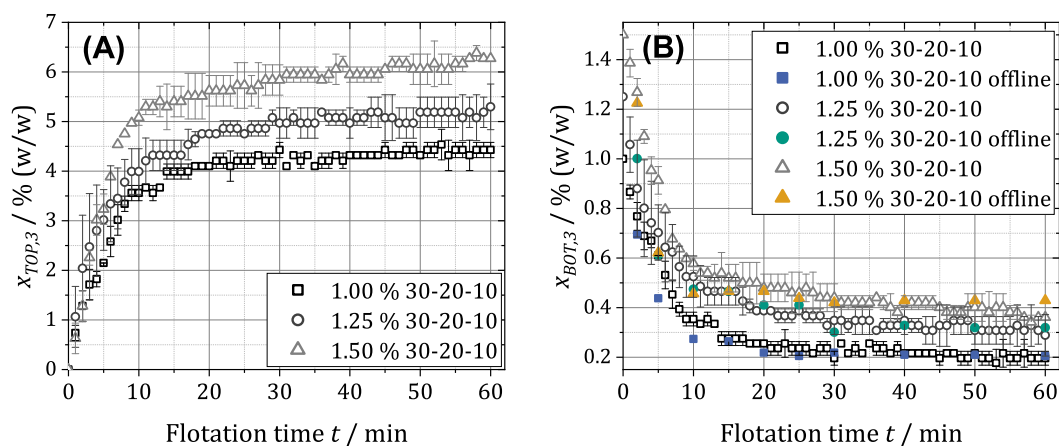 (A)
7
6
5
4
3
2
1
0
x_TOP,3 / % (w/w)
0 10 20 30 40 50 60
Flotation time t / min
1.00 % 30-20-10
1.25 % 30-20-10
1.50 % 30-20-10
(B)
1.4
1.2
1.0
0.8
0.6
0.4
0.2
x_BOT,3 / % (w/w)
0 10 20 30 40 50 60
Flotation time t / min
1.00 % 30-20-10
1.00 % 30-20-10 offline
1.25 % 30-20-10
1.25 % 30-20-10 offline
1.50 % 30-20-10
1.50 % 30-20-10 offline